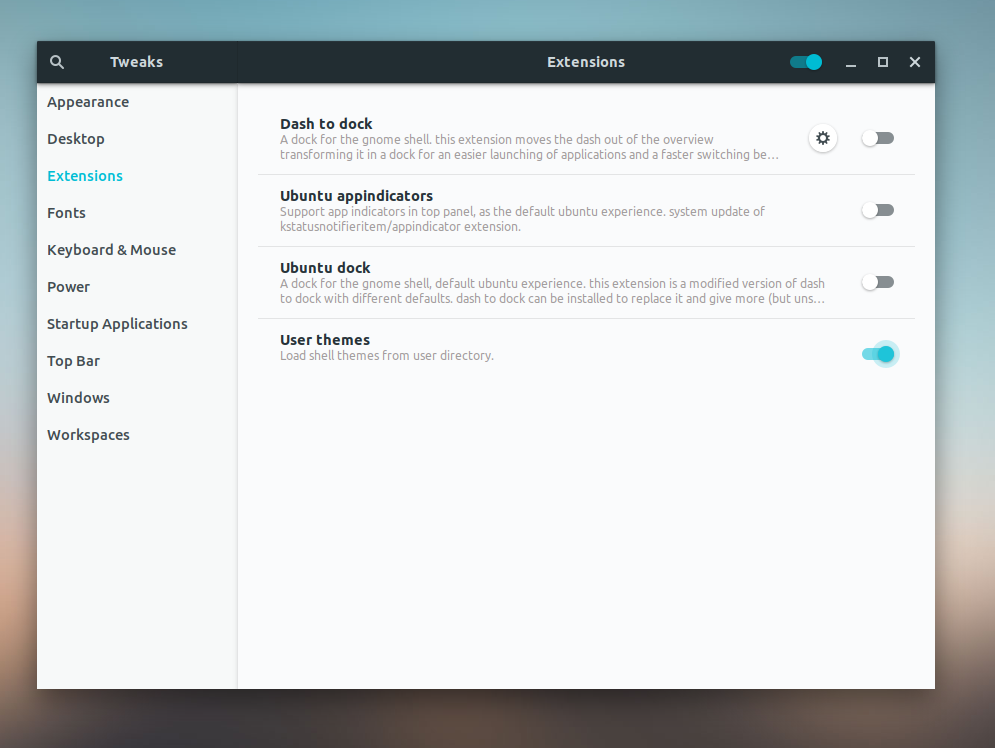 Tweaks
Extensions
Appearance
Desktop
Extensions
Fonts
Keyboard & Mouse
Power
Startup Applications
Top Bar
Windows
Workspaces
Dash to dock
A dock for the gnome shell. this extension moves the dash out of the overview
transforming it in a dock for an easier launching of applications and a faster switching be…
Ubuntu appindicators
Support app indicators in top panel, as the default ubuntu experience. system update of
kstatusnotifieritem/appindicator extension.
Ubuntu dock
A dock for the gnome shell, default ubuntu experience. this extension is a modified version of dash
to dock with different defaults. dash to dock can be installed to replace it and give more (but uns…
User themes
Load shell themes from user directory.